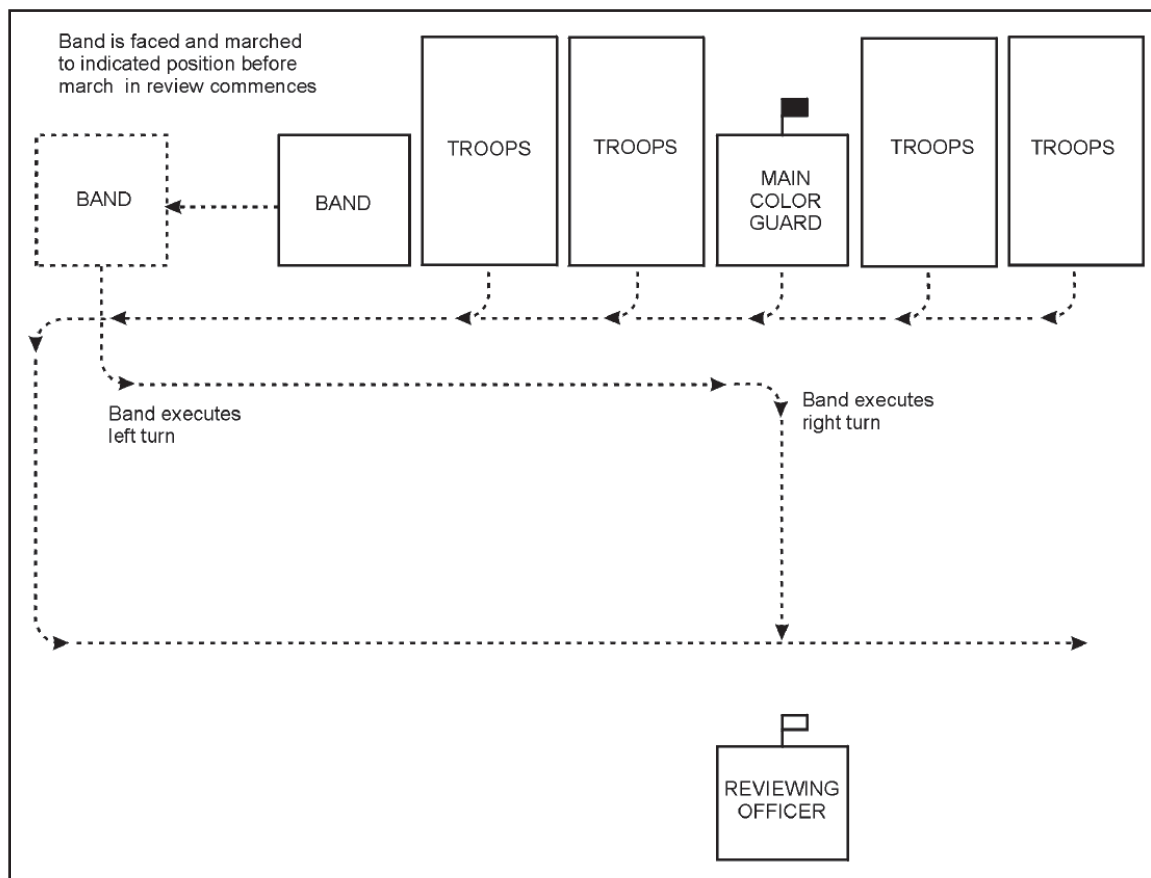 Band is faced and marched
to indicated position before
march in review commences
BAND
BAND
TROOPS
TROOPS
MAIN
COLOR
GUARD
TROOPS
TROOPS
Band executes
left turn
Band executes
right turn
REVIEWING
OFFICER